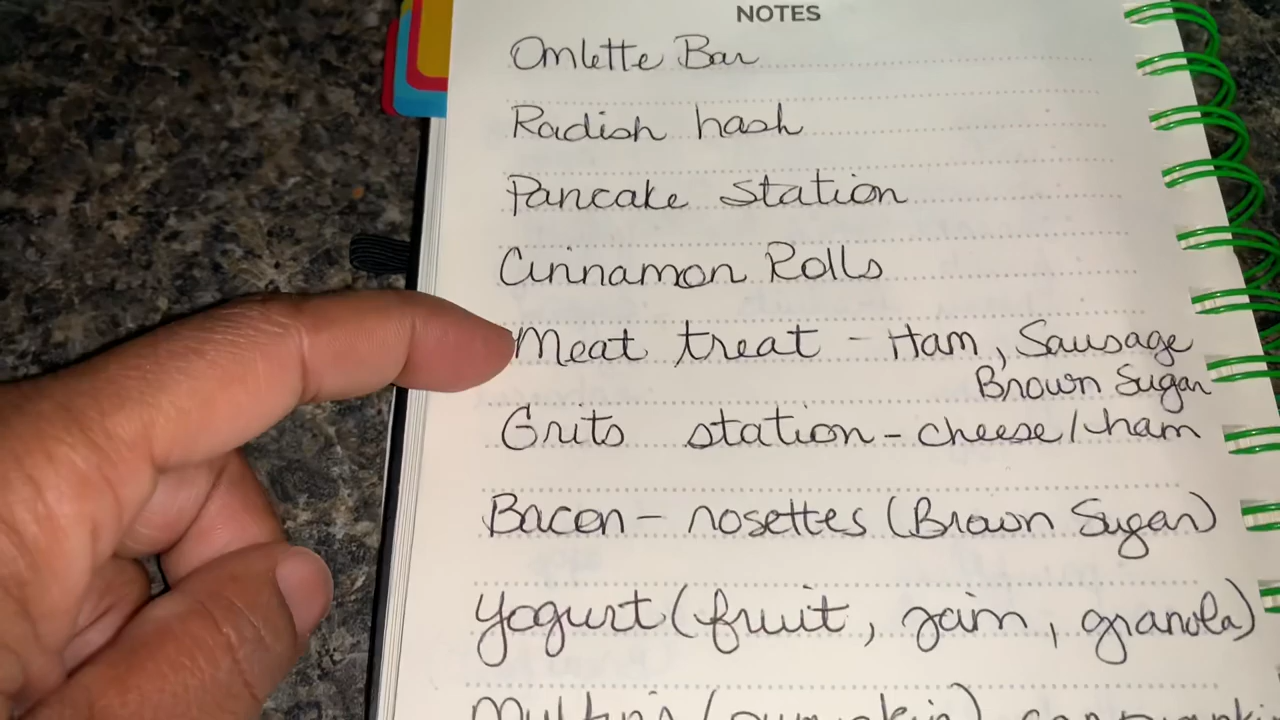 NOTES
Omlette Bar
Radish hash
Pancake Station
Cinnamon Rolls
Meat treat - Ham, Sausage
Brown Sugar
Grits station - cheese/ham
Bacon - rosettes (Brown Sugar)
Yogurt (fruit, jam, granola)
(pumpkin)